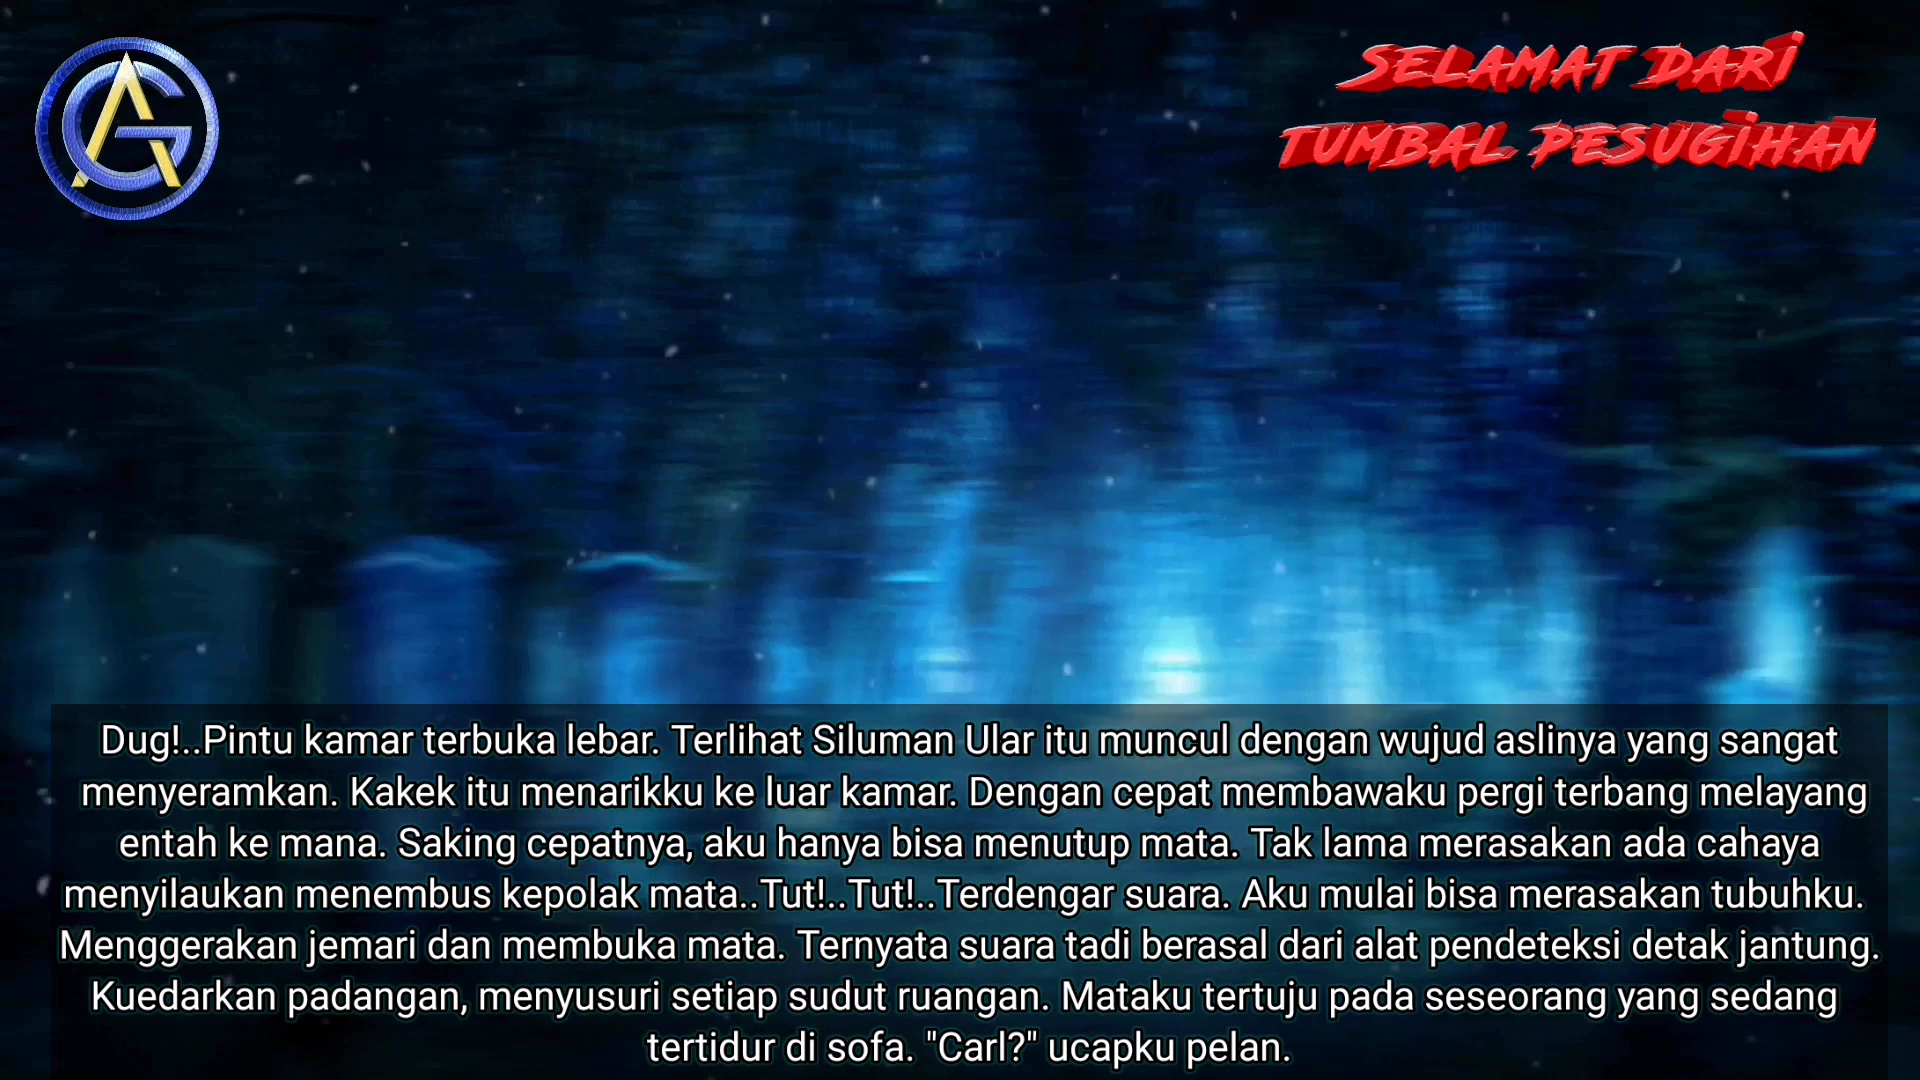 SELAMAT DARI
TUMBAL PESUGIHAN
Dug!..Pintu kamar terbuka lebar. Terlihat Siluman Ular itu muncul dengan wujud aslinya yang sangat
menyeramkan. Kakek itu menarikku ke luar kamar. Dengan cepat membawaku pergi terbang melayang
entah ke mana. Saking cepatnya, aku hanya bisa menutup mata. Tak lama merasakan ada cahaya
menyilaukan menembus kepolak mata..Tut!..Tut!..Terdengar suara. Aku mulai bisa merasakan tubuhku.
Menggerakan jemari dan membuka mata. Ternyata suara tadi berasal dari alat pendeteksi detak jantung.
Kuedarkan padangan, menyusuri setiap sudut ruangan. Mataku tertuju pada seseorang yang sedang
tertidur di sofa. "Carl?" ucapku pelan.